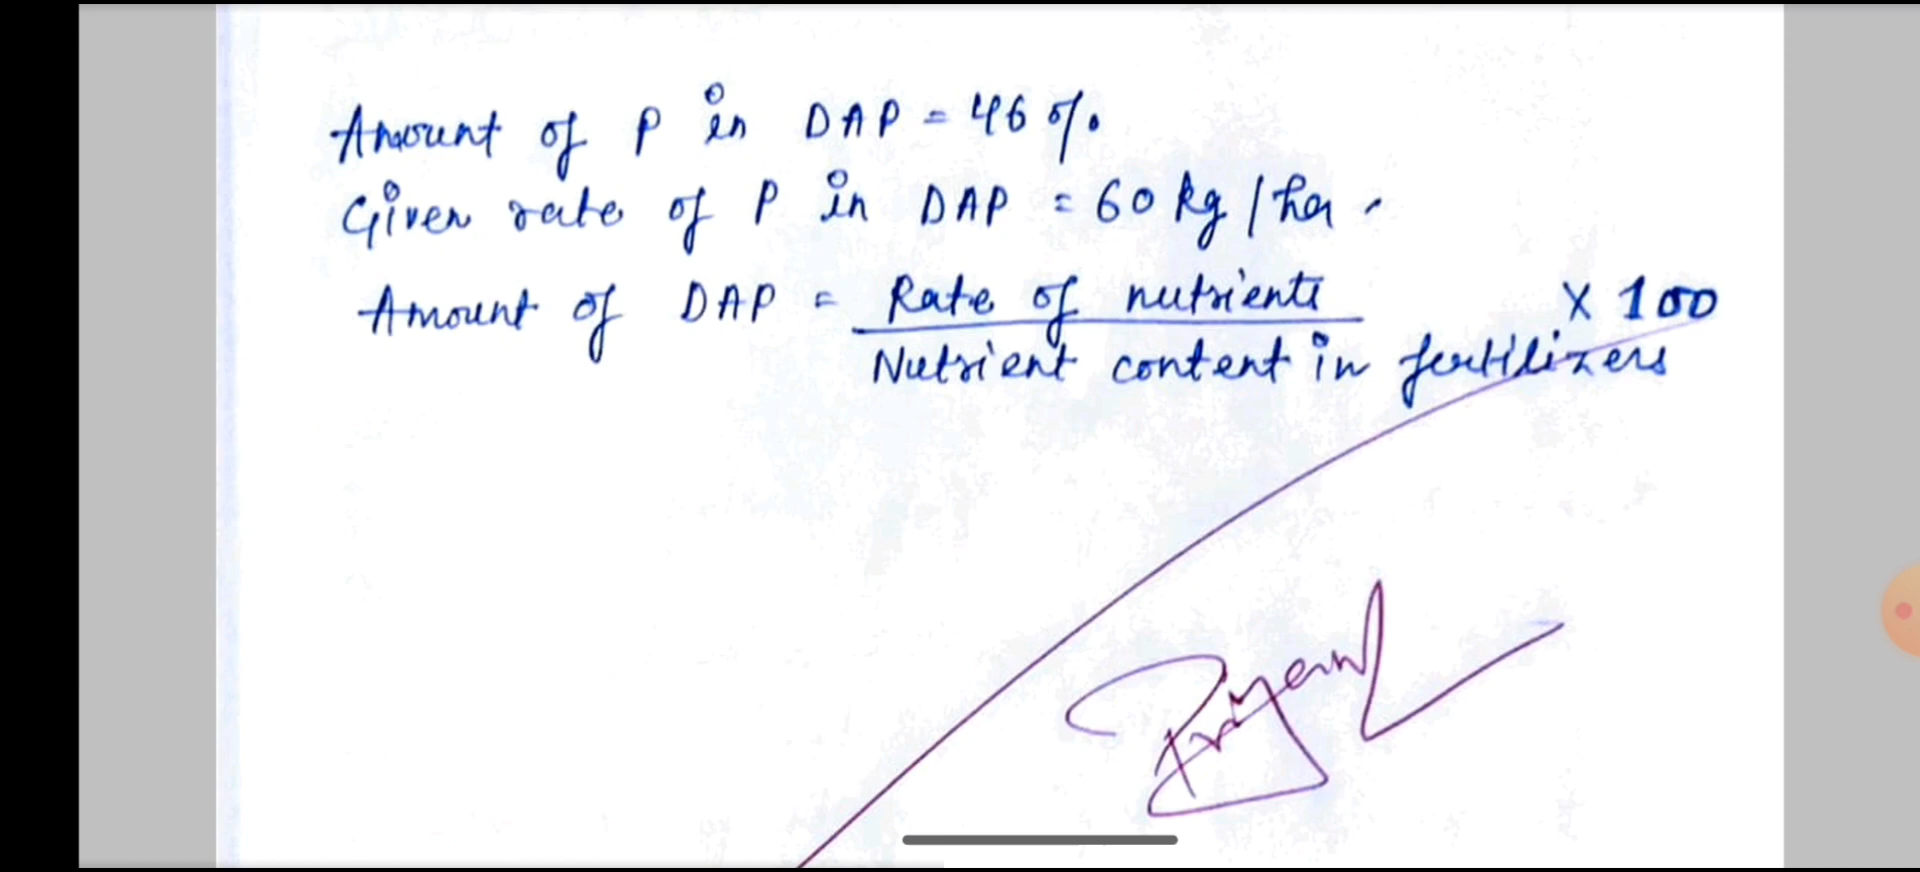 Amount of P in DAP = 46 %.
Given rate of P in DAP = 60 kg / ha.
Amount of DAP = Rate of nutrients X 100
Nutrient content in fertilizers